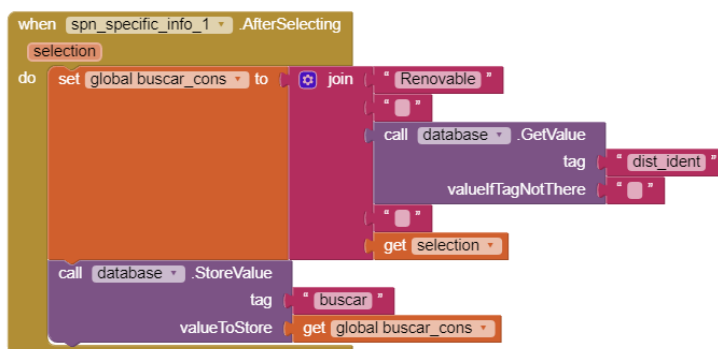 when spn_specific_info_1 .AfterSelecting
selection
do set global buscar_cons to join " Renovable "
" "
call database .GetValue
tag " dist_ident "
valueIfTagNotThere " "
" "
get selection
call database .StoreValue
tag " buscar "
valueToStore get global buscar_cons